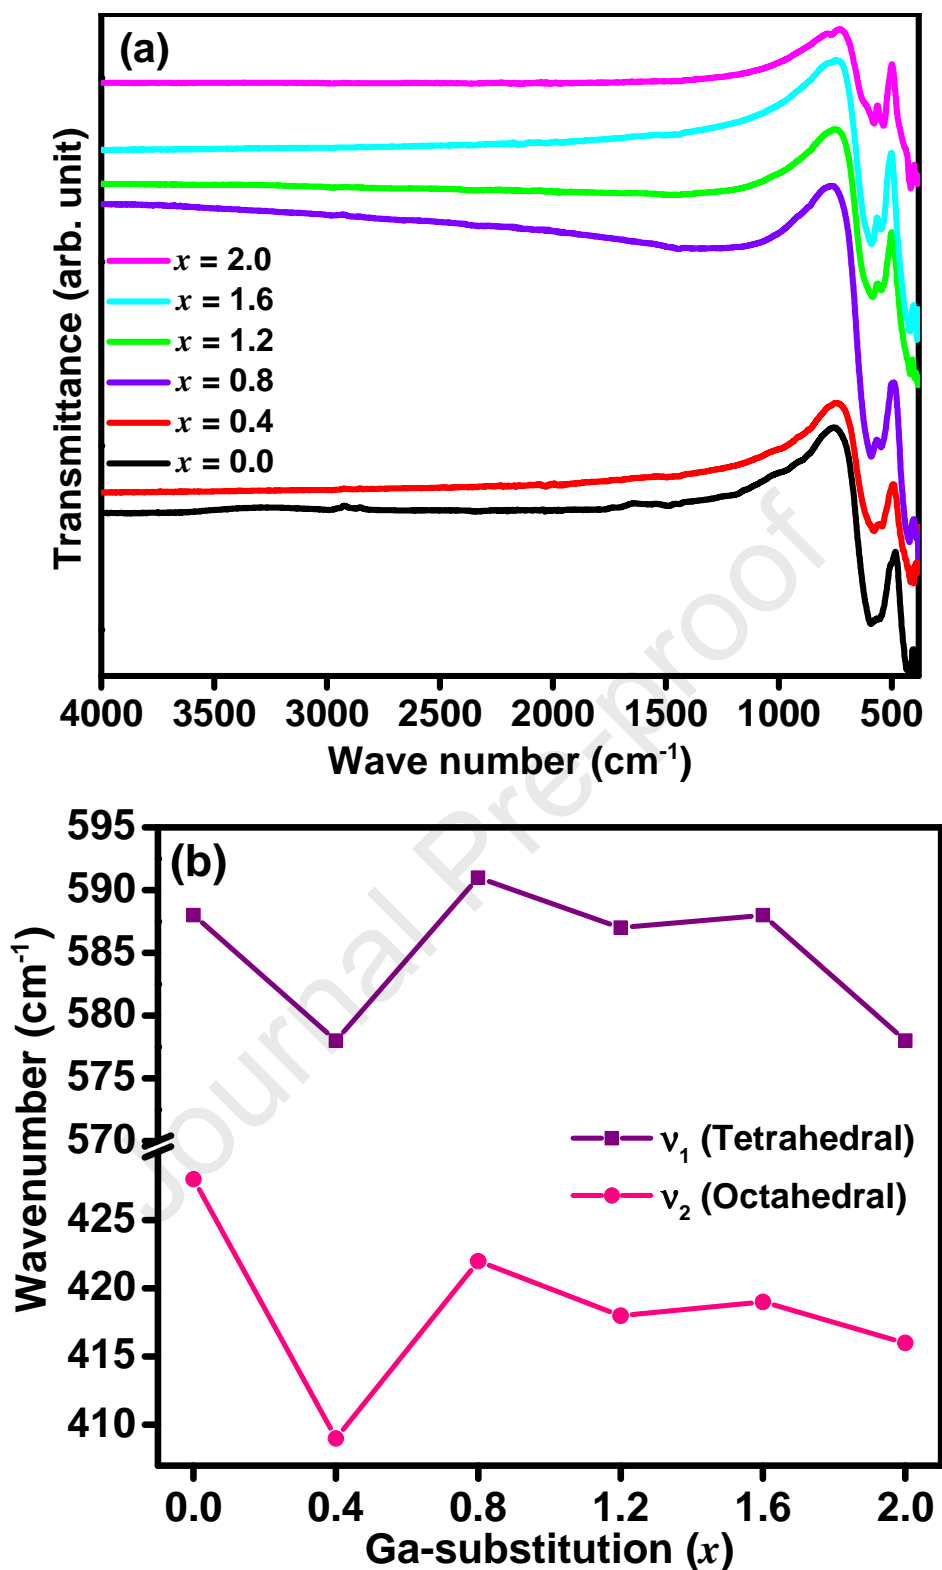 (a)
Transmittance (arb. unit)
x = 2.0
x = 1.6
x = 1.2
x = 0.8
x = 0.4
x = 0.0
4000 3500 3000 2500 2000 1500 1000 500
Wave number (cm⁻¹)
Journal Pre-proof
(b)
Wavenumber (cm⁻¹)
595
590
585
580
575
570
425
420
415
410
ν₁ (Tetrahedral)
ν₂ (Octahedral)
0.0 0.4 0.8 1.2 1.6 2.0
Ga-substitution (x)